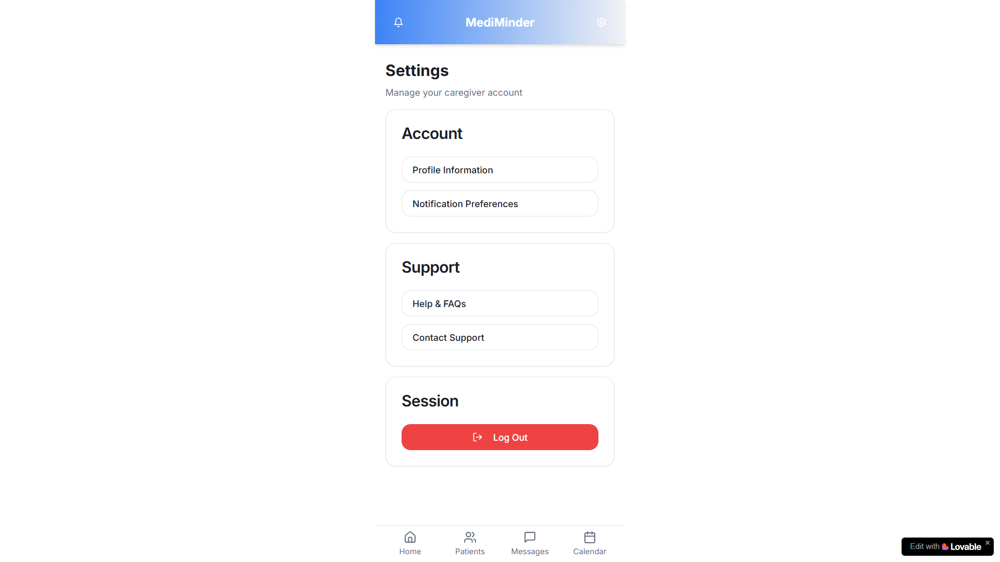 MediMinder
Settings
Manage your caregiver account
Account
Profile Information
Notification Preferences
Support
Help & FAQs
Contact Support
Session
Log Out
Home
Patients
Messages
Calendar
Edit with Lovable ×